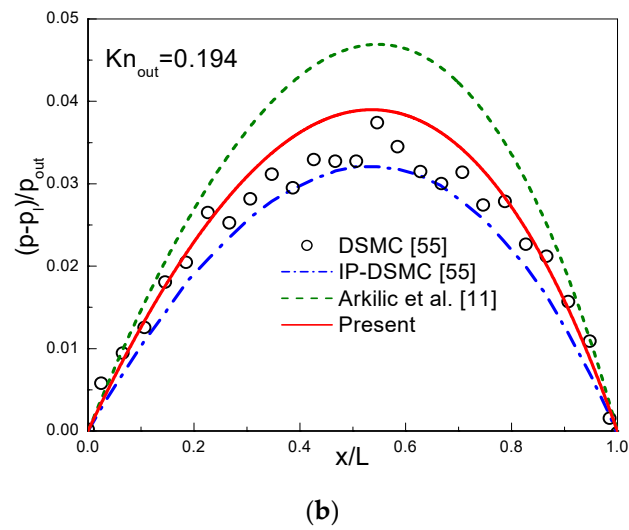 0.05
0.04
0.03
0.02
0.01
0.00
(p-p_l)/p_out
Kn_out=0.194
DSMC [55]
IP-DSMC [55]
Arkilic et al. [11]
Present
0.0 0.2 0.4 0.6 0.8 1.0
x/L
(b)